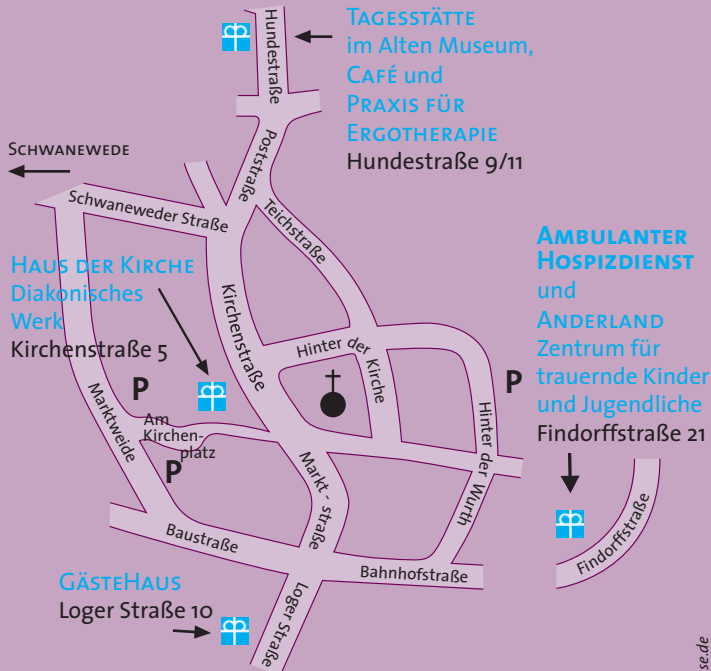 TAGESSTÄTTE
im Alten Museum,
CAFÉ und
PRAXIS FÜR
ERGOTHERAPIE
Hundestraße 9/11
Hundestraße
SCHWANEWEDE
Poststraße
Schwaneweder Straße
Teichstraße
HAUS DER KIRCHE
Diakonisches
Werk
Kirchenstraße 5
Kirchenstraße
Hinter der Kirche
AMBULANTER
HOSPIZDIENST
und
ANDERLAND
Zentrum für
trauernde Kinder
und Jugendliche
Findorffstraße 21
P
P
Marktweide
Am
Kirchen-
platz
P
Markt-
straße
Hinter der Wurth
Baustraße
Bahnhofstraße
Findorffstraße
GÄSTEHAUS
Loger Straße 10
Loger Straße
se.de